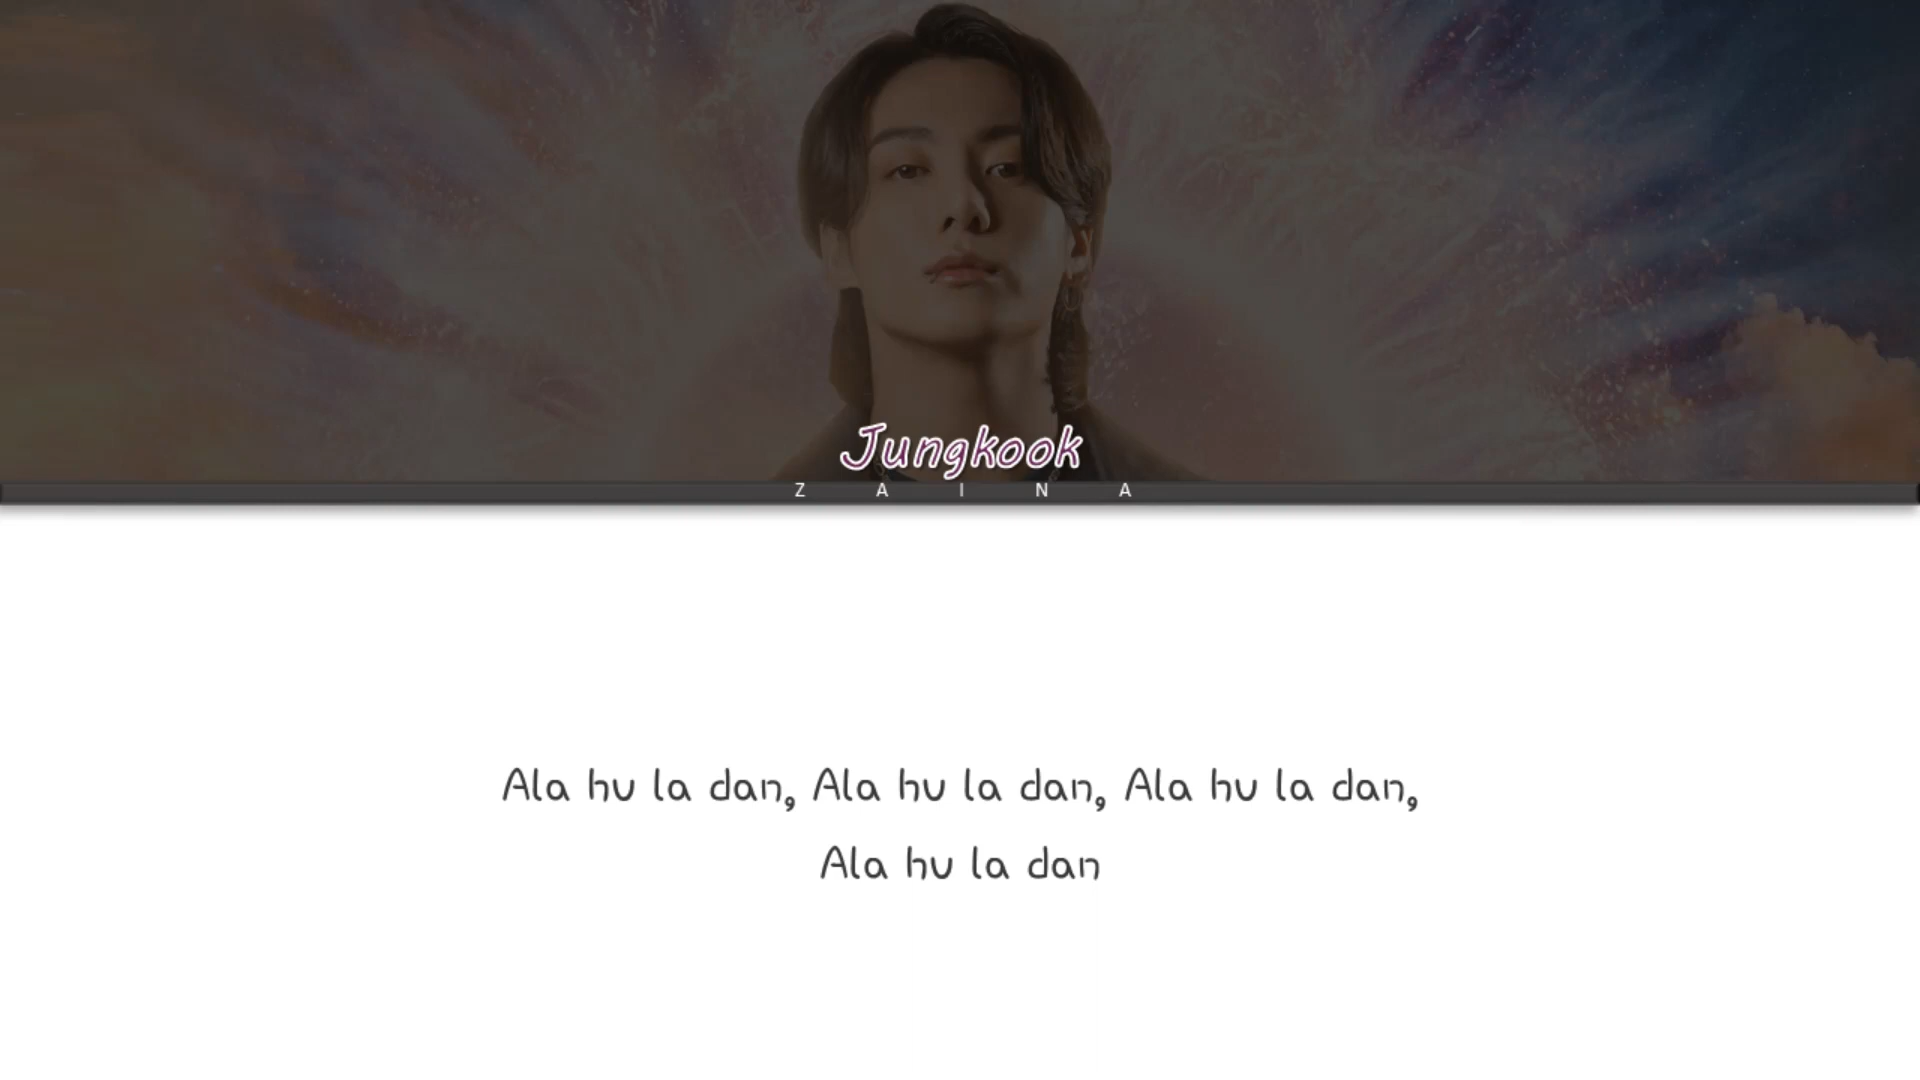 Jungkook
Z A I N A
Ala hu la dan, Ala hu la dan, Ala hu la dan,
Ala hu la dan